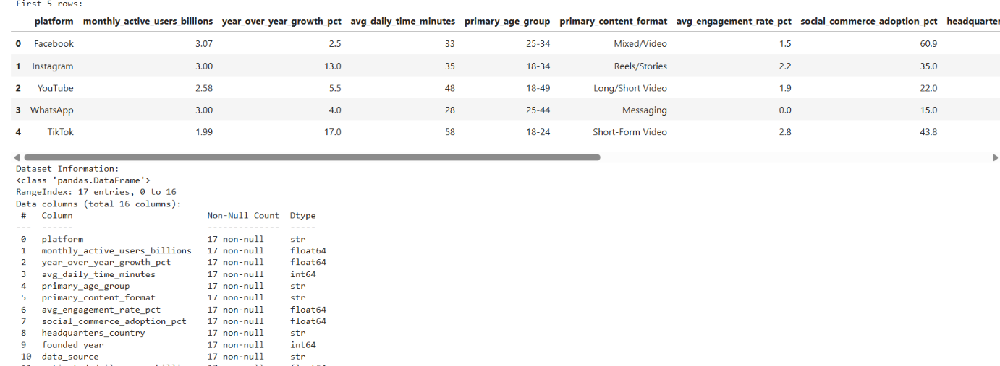 First 5 rows:
platform monthly_active_users_billions year_over_year_growth_pct avg_daily_time_minutes primary_age_group primary_content_format avg_engagement_rate_pct social_commerce_adoption_pct headquarter
0 Facebook 3.07 2.5 33 25-34 Mixed/Video 1.5 60.9
1 Instagram 3.00 13.0 35 18-34 Reels/Stories 2.2 35.0
2 YouTube 2.58 5.5 48 18-49 Long/Short Video 1.9 22.0
3 WhatsApp 3.00 4.0 28 25-44 Messaging 0.0 15.0
4 TikTok 1.99 17.0 58 18-24 Short-Form Video 2.8 43.8
Dataset Information:
<class 'pandas.DataFrame'>
RangeIndex: 17 entries, 0 to 16
Data columns (total 16 columns):
# Column Non-Null Count Dtype
--- ------ -------------- -----
0 platform 17 non-null str
1 monthly_active_users_billions 17 non-null float64
2 year_over_year_growth_pct 17 non-null float64
3 avg_daily_time_minutes 17 non-null int64
4 primary_age_group 17 non-null str
5 primary_content_format 17 non-null str
6 avg_engagement_rate_pct 17 non-null float64
7 social_commerce_adoption_pct 17 non-null float64
8 headquarters_country 17 non-null str
9 founded_year 17 non-null int64
10 data_source 17 non-null str